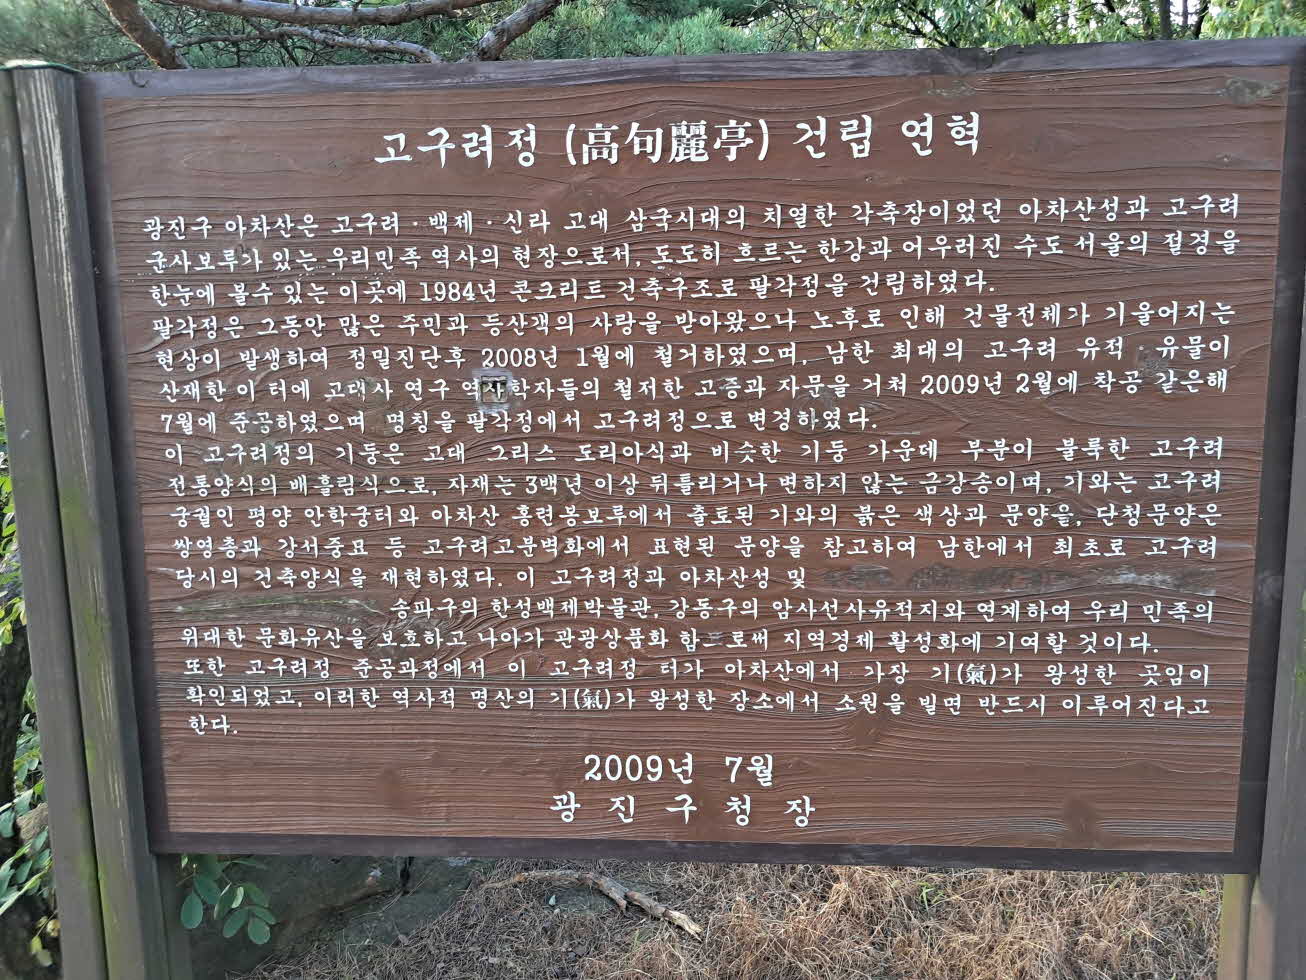 고구려정 (高句麗亭) 건립 연혁
광진구 아차산은 고구려 · 백제 · 신라 고대 삼국시대의 치열한 각축장이었던 아차산성과 고구려
군사보루가 있는 우리민족 역사의 현장으로서, 도도히 흐르는 한강과 어우러진 수도 서울의 절경을
한눈에 볼수 있는 이곳에 1984년 콘크리트 건축구조로 팔각정을 건립하였다.
팔각정은 그동안 많은 주민과 등산객의 사랑을 받아왔으나 노후로 인해 건물전체가 기울어지는
현상이 발생하여 정밀진단후 2008년 1월에 철거하였으며, 남한 최대의 고구려 유적 · 유물이
산재한 이 터에 고대사 연구 역사학자들의 철저한 고증과 자문을 거쳐 2009년 2월에 착공 같은해
7월에 준공하였으며 명칭을 팔각정에서 고구려정으로 변경하였다.
이 고구려정의 기둥은 고대 그리스 도리아식과 비슷한 기둥 가운데 부분이 불룩한 고구려
전통양식의 배흘림식으로, 자재는 3백년 이상 뒤틀리거나 변하지 않는 금강송이며, 기와는 고구려
궁궐인 평양 안학궁터와 아차산 홍련봉보루에서 출토된 기와의 붉은 색상과 문양을, 단청문양은
쌍영총과 강서중묘 등 고구려고분벽화에서 표현된 문양을 참고하여 남한에서 최초로 고구려
당시의 건축양식을 재현하였다. 이 고구려정과 아차산성 및
송파구의 한성백제박물관, 강동구의 암사선사유적지와 연계하여 우리 민족의
위대한 문화유산을 보호하고 나아가 관광상품화 함으로써 지역경제 활성화에 기여할 것이다.
또한 고구려정 준공과정에서 이 고구려정 터가 아차산에서 가장 기(氣)가 왕성한 곳임이
확인되었고, 이러한 역사적 명산의 기(氣)가 왕성한 장소에서 소원을 빌면 반드시 이루어진다고
한다.
2009년 7월
광 진 구 청 장